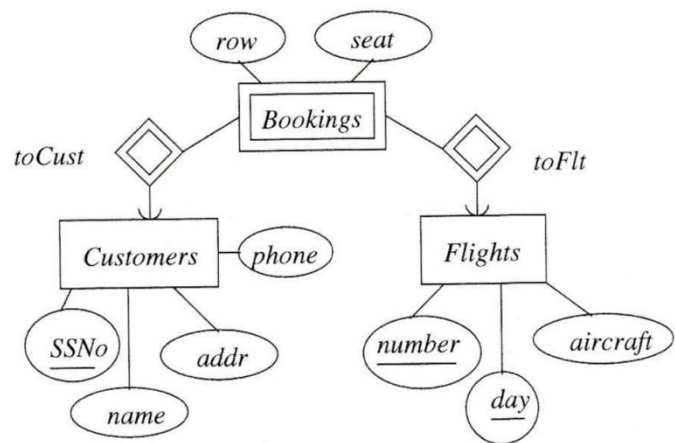 row
seat
Bookings
toCust
toFlt
Customers
phone
Flights
SSNo
addr
number
aircraft
name
day